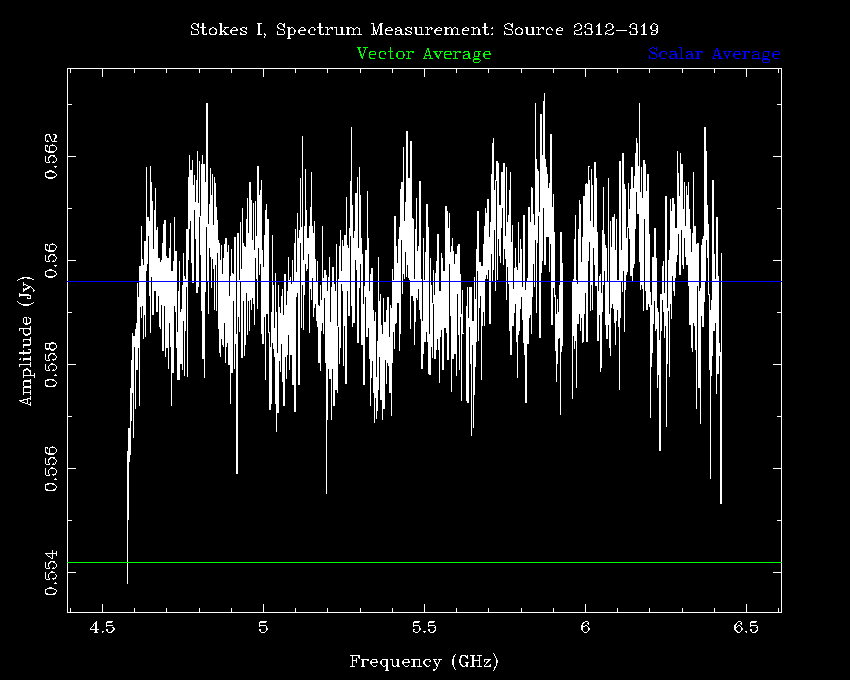 Stokes I, Spectrum Measurement: Source 2312−319
Vector Average Scalar Average
0.562
0.56
0.558
0.556
0.554
Amplitude (Jy)
4.5 5 5.5 6 6.5
Frequency (GHz)